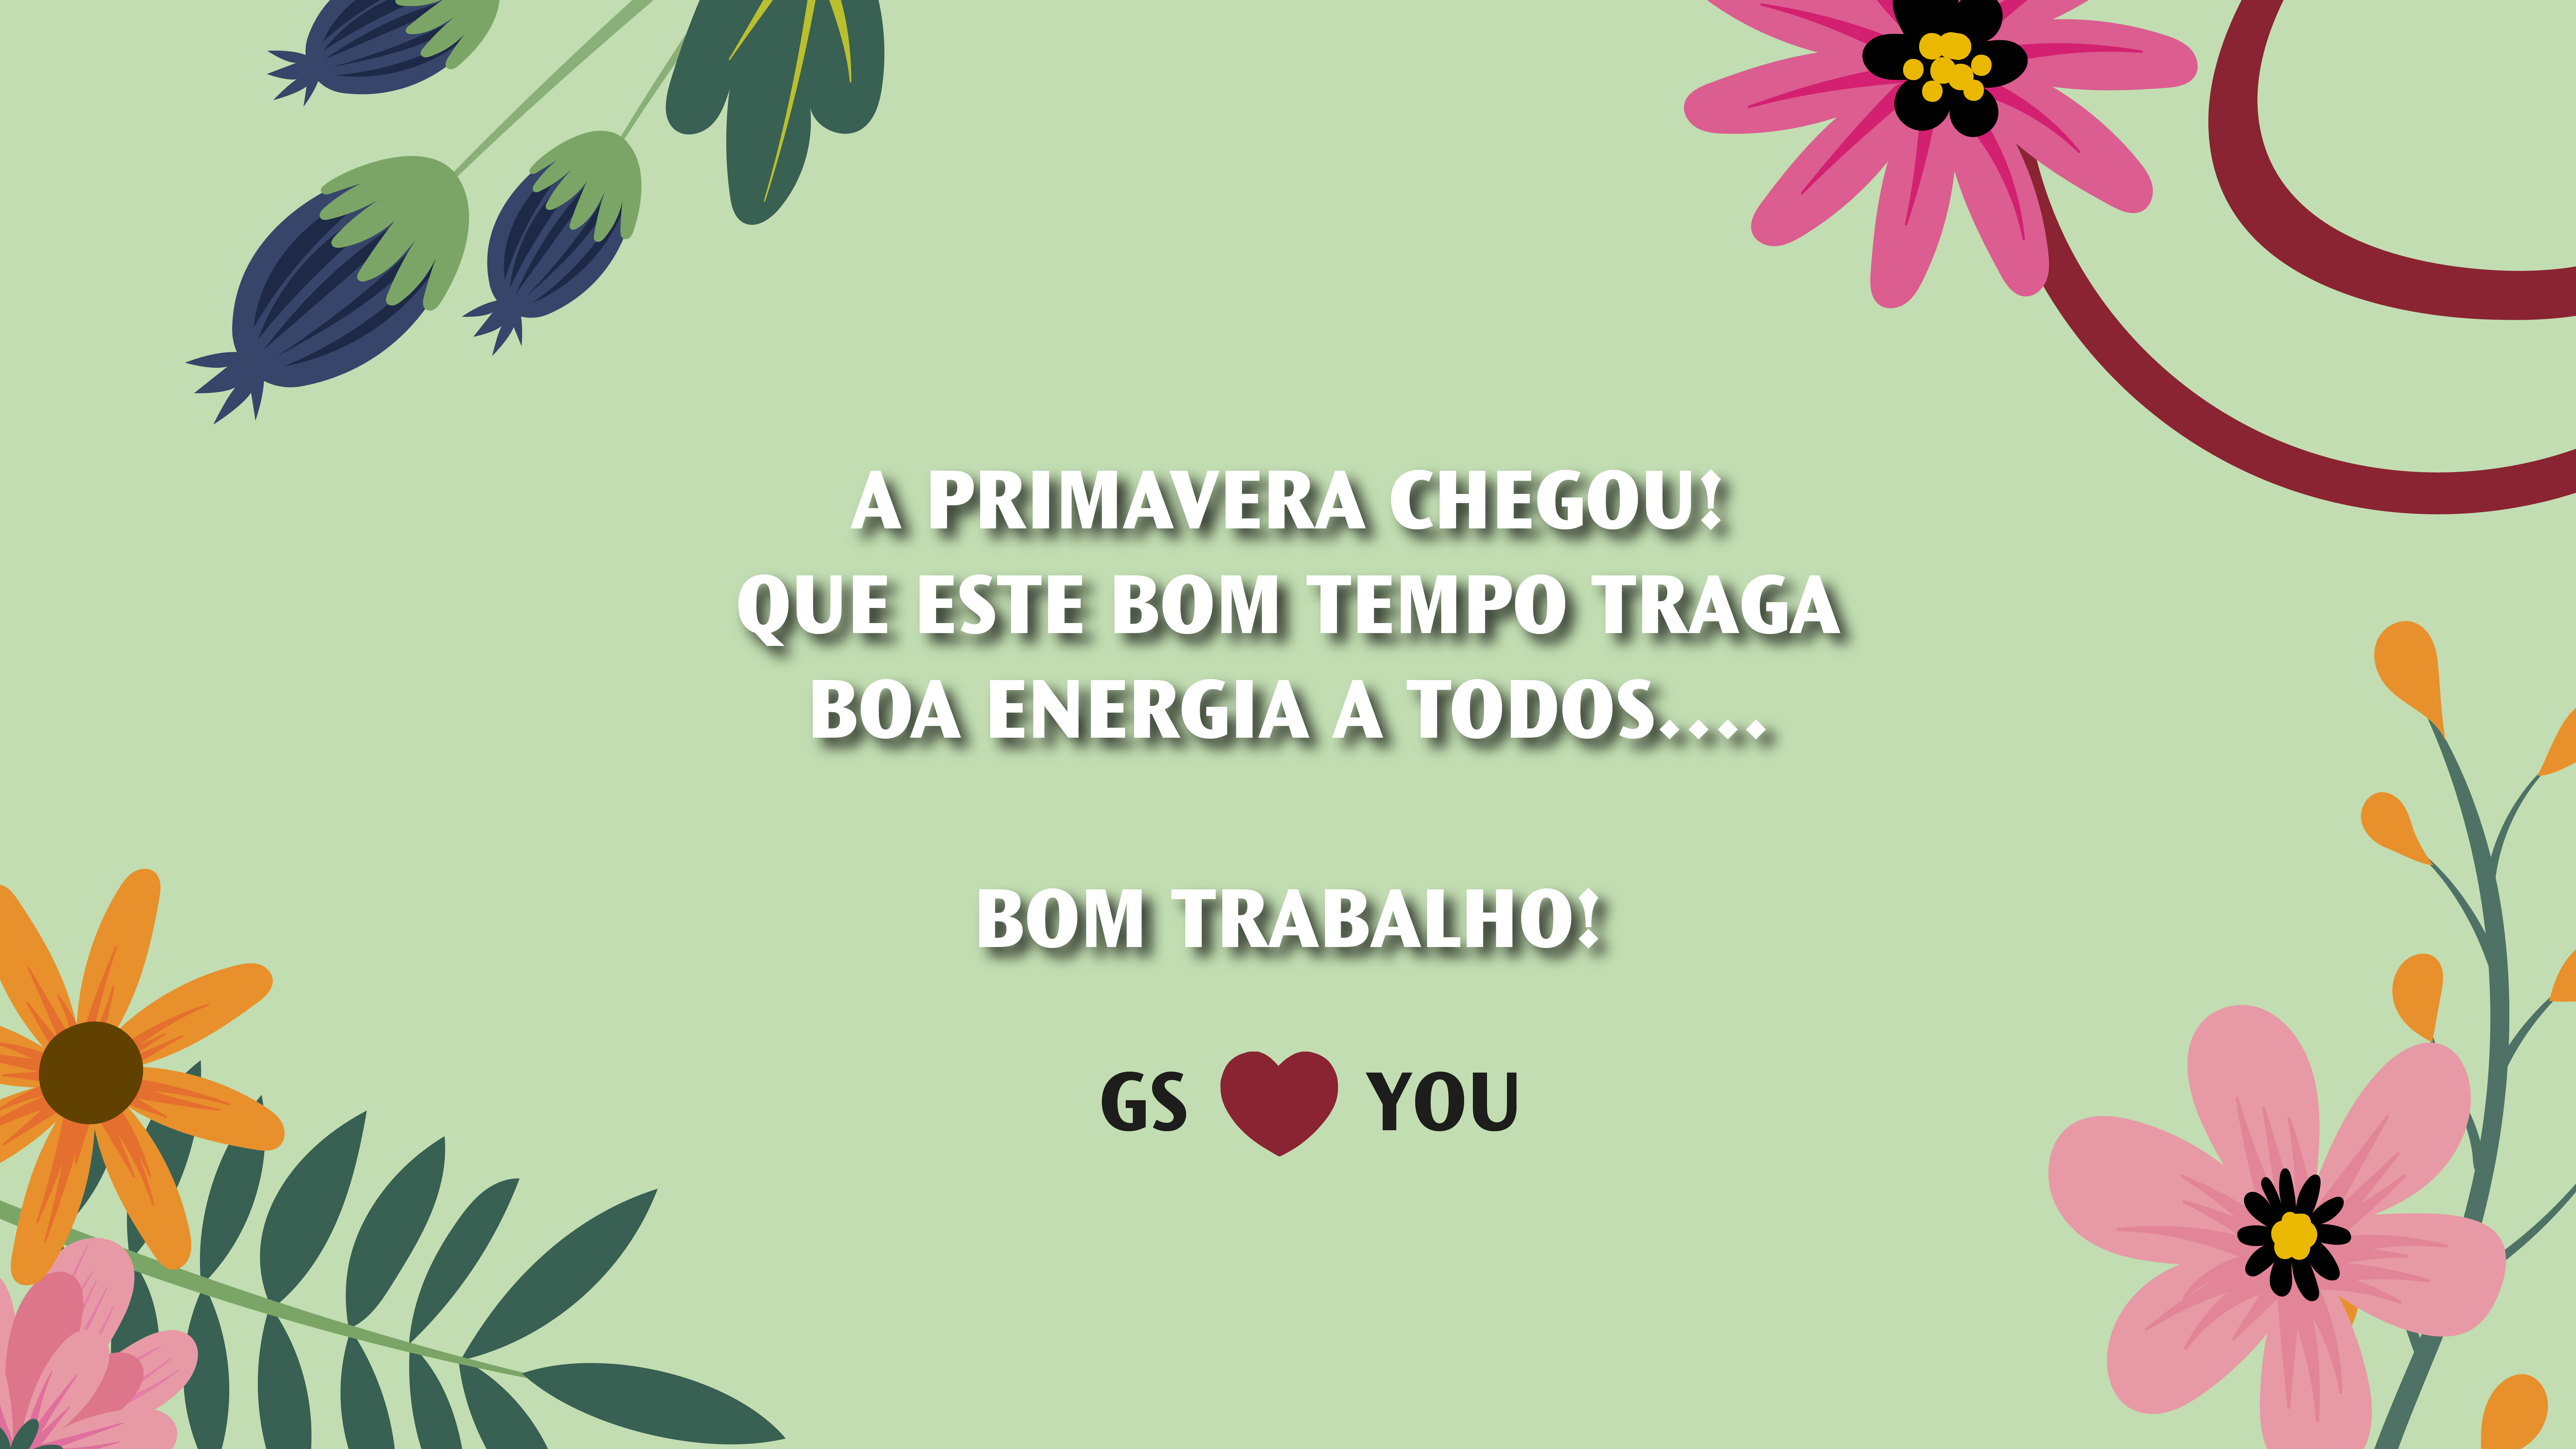 A PRIMAVERA CHEGOU!
QUE ESTE BOM TEMPO TRAGA
BOA ENERGIA A TODOS....
BOM TRABALHO!
GS YOU